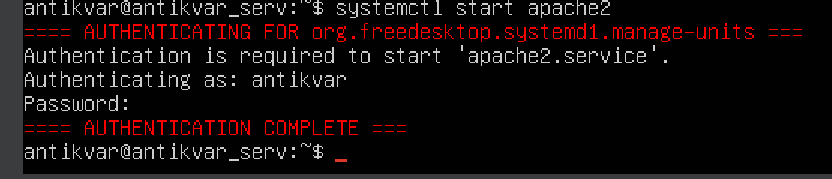 antikvar@antikvar_serv:~$ systemctl start apache2
==== AUTHENTICATING FOR org.freedesktop.systemd1.manage-units ===
Authentication is required to start 'apache2.service'.
Authenticating as: antikvar
Password:
==== AUTHENTICATION COMPLETE ===
antikvar@antikvar_serv:~$ _